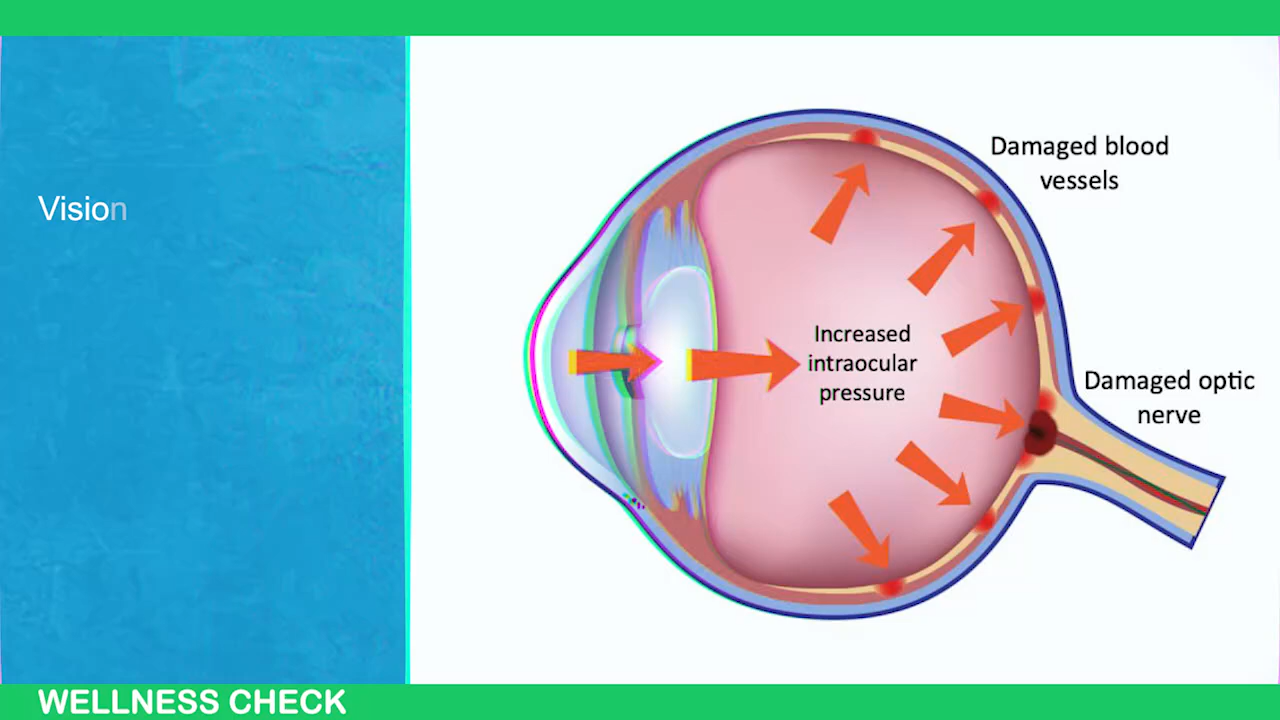 Vision
Damaged blood
vessels
Increased
intraocular
pressure
Damaged optic
nerve
WELLNESS CHECK